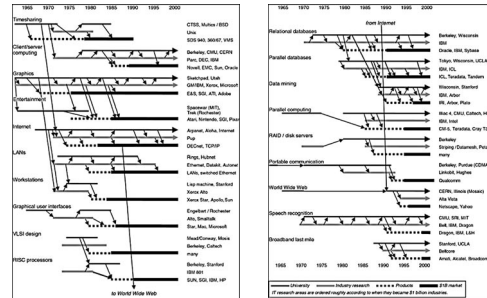 1965 1970 1975 1980 1985 1990 1995 2000
Timesharing
CTSS, Multics / BSD
Unix
SDS 940, 360/67, VMS
Client/server
computing
Berkeley, CMU, CERN
Parc, DEC, IBM
Novell, EMC, Sun, Oracle
Graphics
Sketchpad, Utah
GM/IBM, Xerox, Microsoft
E&S, SGI, ATI, Adobe
Entertainment
Spacewar (MIT),
Trek (Rochester)
Atari, Nintendo, SGI, Pixar
Internet
Arpanet, Aloha, Internet
Pup
DECnet, TCP/IP
LANs
Rings, Hubnet
Ethernet, Datakit, Autonet
LANs, switched Ethernet
Workstations
Lisp machine, Stanford
Xerox Alto
Xerox Star, Apollo, Sun
Graphical user interfaces
Engelbart / Rochester
Alto, Smalltalk
Star, Mac, Microsoft
VLSI design
Mead/Conway, Mosis
Berkeley, Caltech
many
RISC processors
Berkeley, Stanford
IBM 801
SUN, SGI, IBM, HP
to World Wide Web
1965 1970 1975 1980 1985 1990 1995 2000
from Internet
Relational databases
Berkeley, Wisconsin
IBM
Oracle, IBM, Sybase
Parallel databases
Tokyo, Wisconsin, UCLA
IBM, ICL
ICL, Teradata, Tandem
Data mining
Wisconsin, Stanford
IBM, Arbor
IRI, Arbor, Plato
Parallel computing
CMU, Caltech,
IBM, Intel
CM-5, Teradata, Cray
RAID / disk servers
Berkeley
Striping / Datamesh,
many
Portable communication
Berkeley, Purdue (CDMA)
Linkabit, Hughes
Qualcomm
World Wide Web
CERN, Illinois (Mosaic)
Alta Vista
Netscape, Yahoo
Speech recognition
CMU, SRI, MIT
Bell, IBM, Dragon
Dragon, IBM, L&H
Broadband last mile
Stanford, UCLA
Bellcore
Amati, Alcatel, Broadcom
University Industry research Products $1B market
IT research areas are ordered roughly according to when they became $1 billion industries.